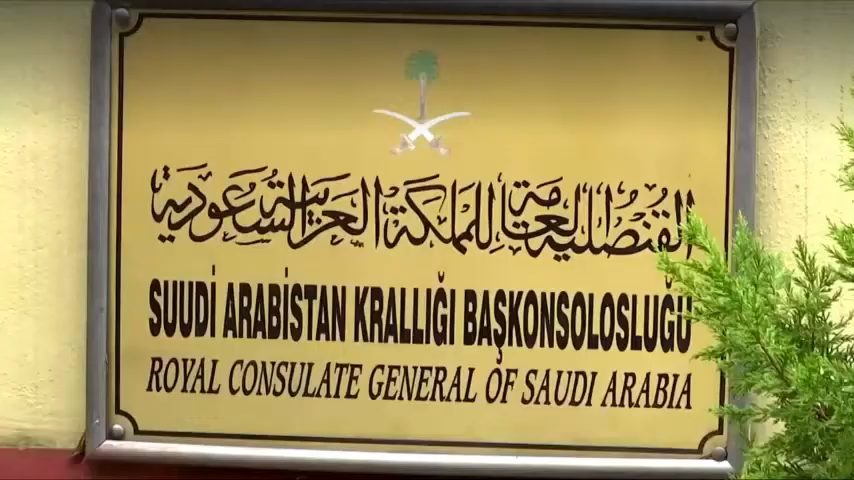 القنصلية العامة للمملكة العربية السعودية
SUUDİ ARABİSTAN KRALLIĞI BAŞKONSOLOSLUĞU
ROYAL CONSULATE GENERAL OF SAUDI ARABIA